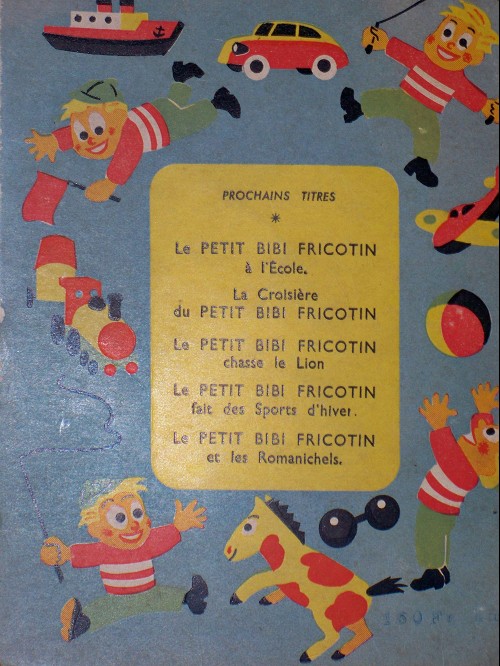 PROCHAINS TITRES
*
Le PETIT BIBI FRICOTIN
à l'École.
La Croisière
du PETIT BIBI FRICOTIN
Le PETIT BIBI FRICOTIN
chasse le Lion
Le PETIT BIBI FRICOTIN
fait des Sports d'hiver.
Le PETIT BIBI FRICOTIN
et les Romanichels.